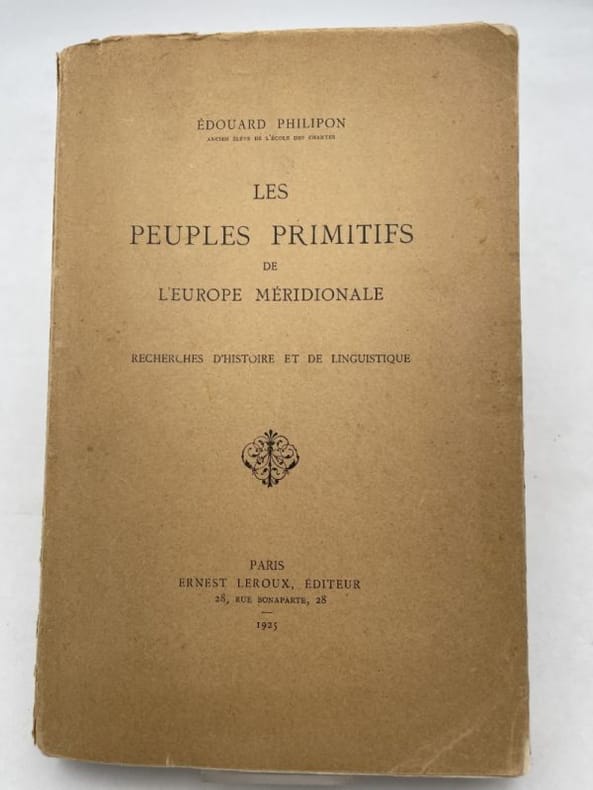 ÉDOUARD PHILIPON
ANCIEN ÉLÈVE DE L'ÉCOLE DES CHARTES
LES
PEUPLES PRIMITIFS
DE
L'EUROPE MÉRIDIONALE
RECHERCHES D'HISTOIRE ET DE LINGUISTIQUE
PARIS
ERNEST LEROUX, ÉDITEUR
28, RUE BONAPARTE, 28
1925